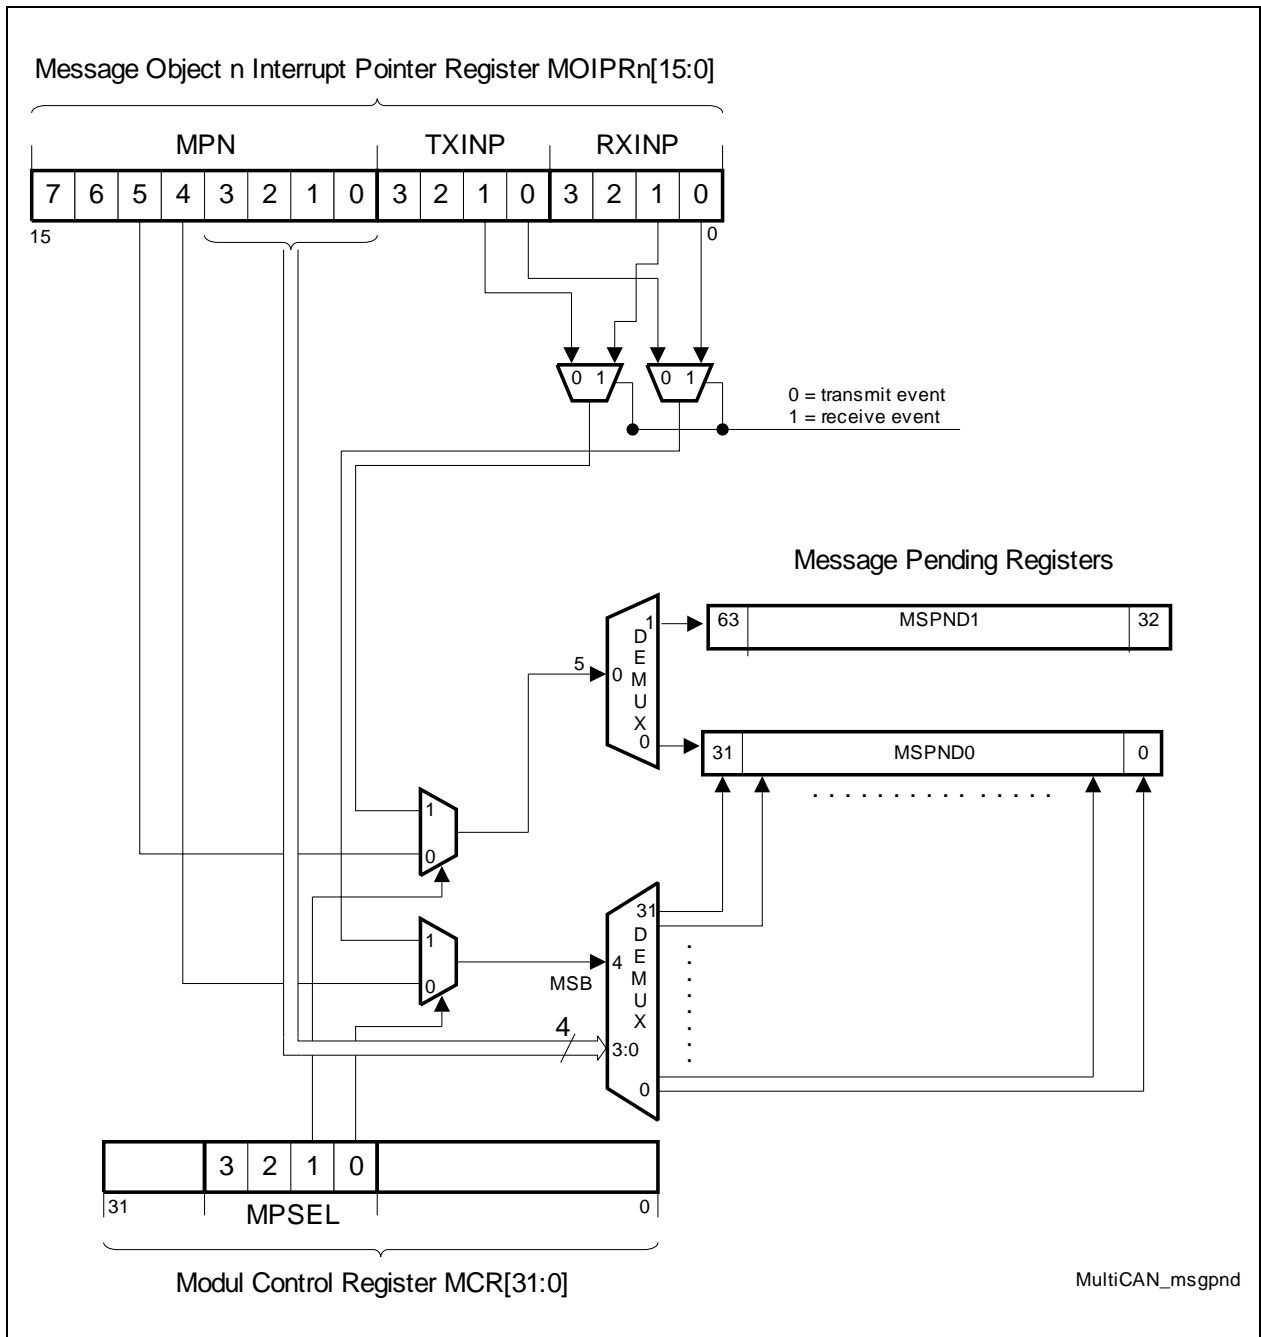 Message Object n Interrupt Pointer Register MOIPRn[15:0]
MPN TXINP RXINP
7 6 5 4 3 2 1 0 3 2 1 0 3 2 1 0
15 0
0 1 0 1
0 = transmit event
1 = receive event
Message Pending Registers
63 MSPND1 32
1
DEMUX
5 0
0
31 MSPND0 0
. . . . . . . . . . . . . . .
1
0
31
DEMUX
1
4
MSB
0
4
3:0
0
3 2 1 0
31 MPSEL 0
Modul Control Register MCR[31:0]
MultiCAN_msgpnd